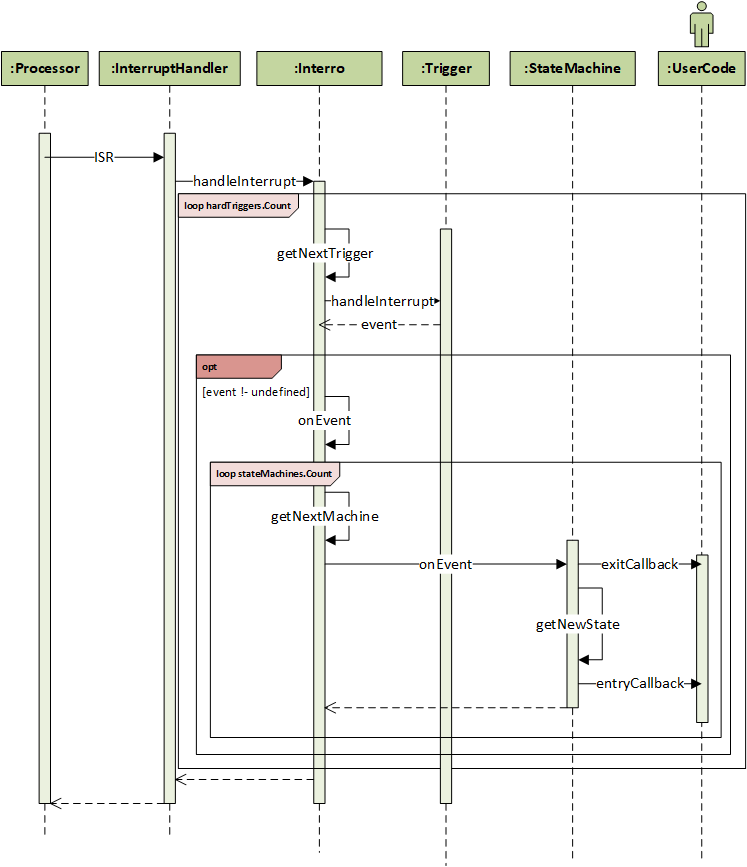 :Processor
:InterruptHandler
:Interro
:Trigger
:StateMachine
:UserCode
ISR
handleInterrupt
loop hardTriggers.Count
getNextTrigger
handleInterrupt
event
opt
[event !- undefined]
onEvent
loop stateMachines.Count
getNextMachine
onEvent
exitCallback
getNewState
entryCallback